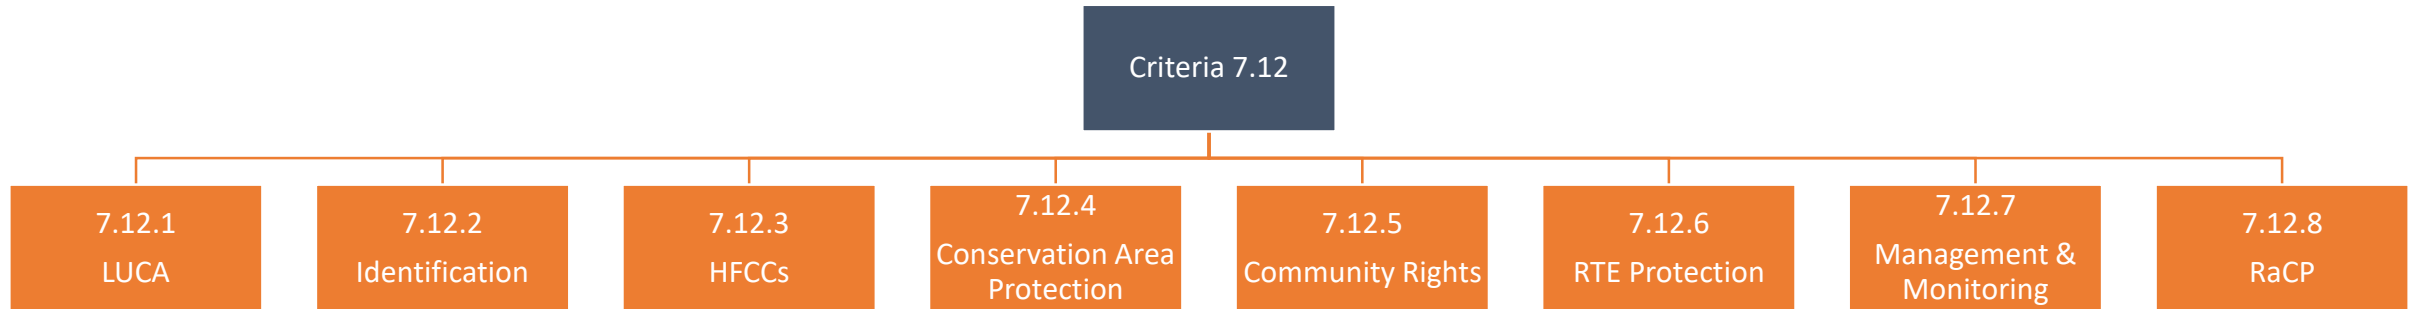 Criteria 7.12
7.12.1
LUCA
7.12.2
Identification
7.12.3
HFCCs
7.12.4
Conservation Area
Protection
7.12.5
Community Rights
7.12.6
RTE Protection
7.12.7
Management &
Monitoring
7.12.8
RaCP